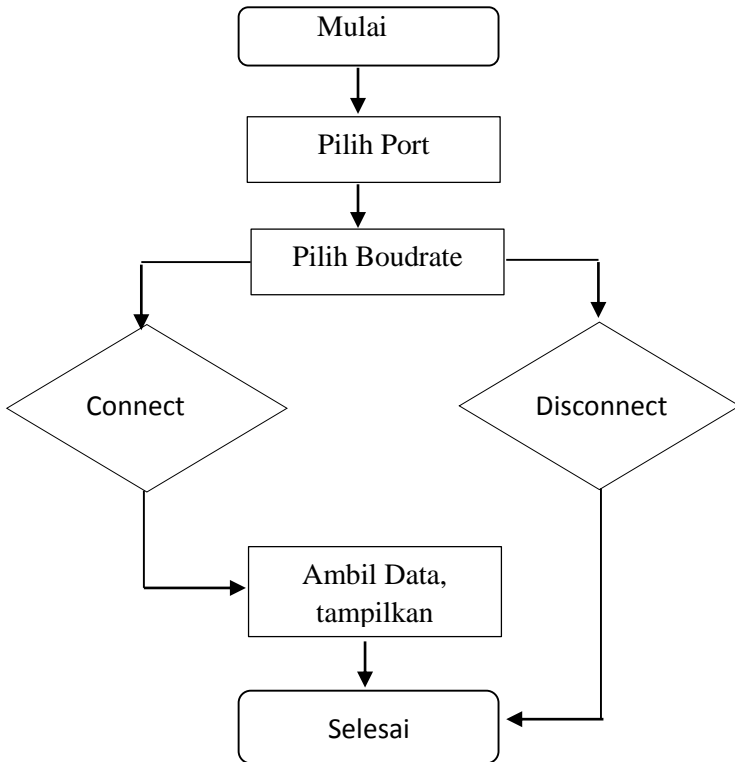 Mulai
Pilih Port
Pilih Boudrate
Connect
Disconnect
Ambil Data,
tampilkan
Selesai